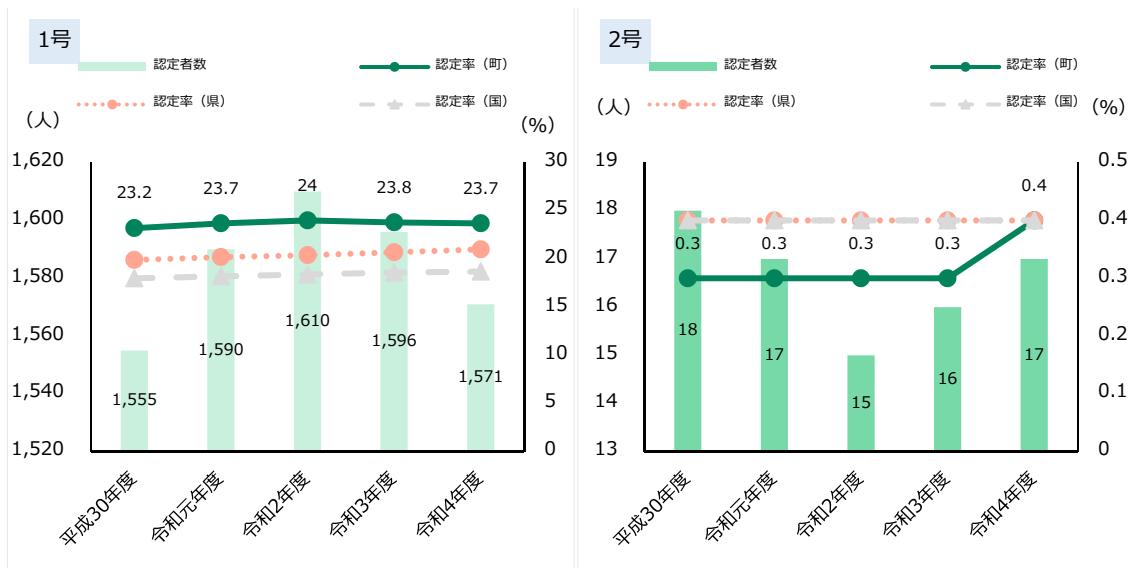 1号
認定者数
認定率（町）
認定率（県）
認定率（国）
（人）
（%）
1,620
1,600
1,580
1,560
1,540
1,520
30
25
20
15
10
5
0
23.2
23.7
24
23.8
23.7
1,555
1,590
1,610
1,596
1,571
平成30年度
令和元年度
令和2年度
令和3年度
令和4年度
2号
認定者数
認定率（町）
認定率（県）
認定率（国）
（人）
（%）
19
18
17
16
15
14
13
0.5
0.4
0.3
0.2
0.1
0
0.3
0.3
0.3
0.3
0.4
18
17
15
16
17
平成30年度
令和元年度
令和2年度
令和3年度
令和4年度